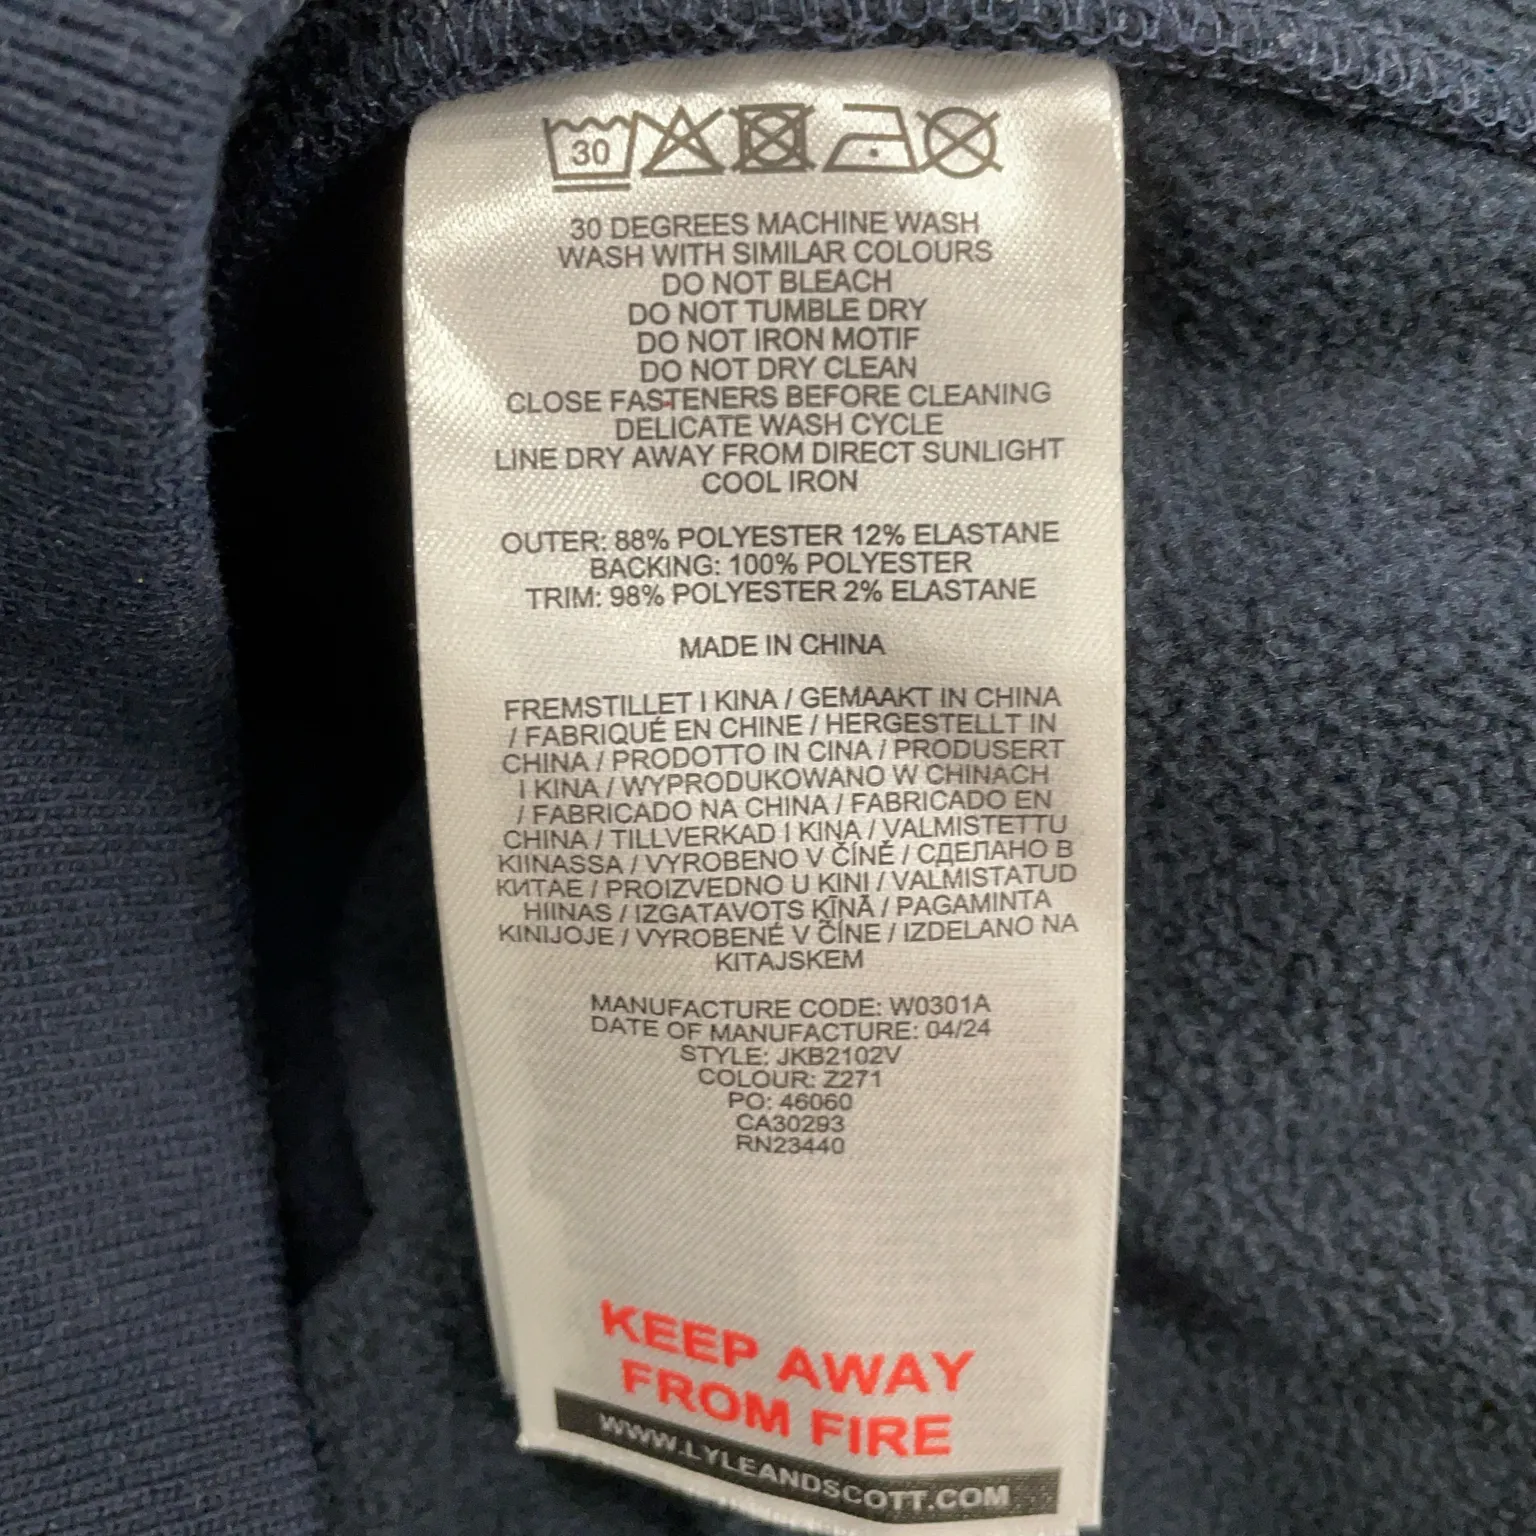 30
30 DEGREES MACHINE WASH
WASH WITH SIMILAR COLOURS
DO NOT BLEACH
DO NOT TUMBLE DRY
DO NOT IRON MOTIF
DO NOT DRY CLEAN
CLOSE FASTENERS BEFORE CLEANING
DELICATE WASH CYCLE
LINE DRY AWAY FROM DIRECT SUNLIGHT
COOL IRON
OUTER: 88% POLYESTER 12% ELASTANE
BACKING: 100% POLYESTER
TRIM: 98% POLYESTER 2% ELASTANE
MADE IN CHINA
FREMSTILLET I KINA / GEMAAKT IN CHINA
/ FABRIQUÉ EN CHINE / HERGESTELLT IN
CHINA / PRODOTTO IN CINA / PRODUSERT
I KINA / WYPRODUKOWANO W CHINACH
/ FABRICADO NA CHINA / FABRICADO EN
CHINA / TILLVERKAD I KINA / VALMISTETTU
KIINASSA / VYROBENO V ČÍNĚ / СДЕЛАНО В
КИТАЕ / PROIZVEDNO U KINI / VALMISTATUD
HIINAS / IZGATAVOTS ĶĪNĀ / PAGAMINTA
KINIJOJE / VYROBENÉ V ČÍNE / IZDELANO NA
KITAJSKEM
MANUFACTURE CODE: W0301A
DATE OF MANUFACTURE: 04/24
STYLE: JKB2102V
COLOUR: Z271
PO: 46060
CA30293
RN23440
KEEP AWAY
FROM FIRE
WWW.LYLEANDSCOTT.COM